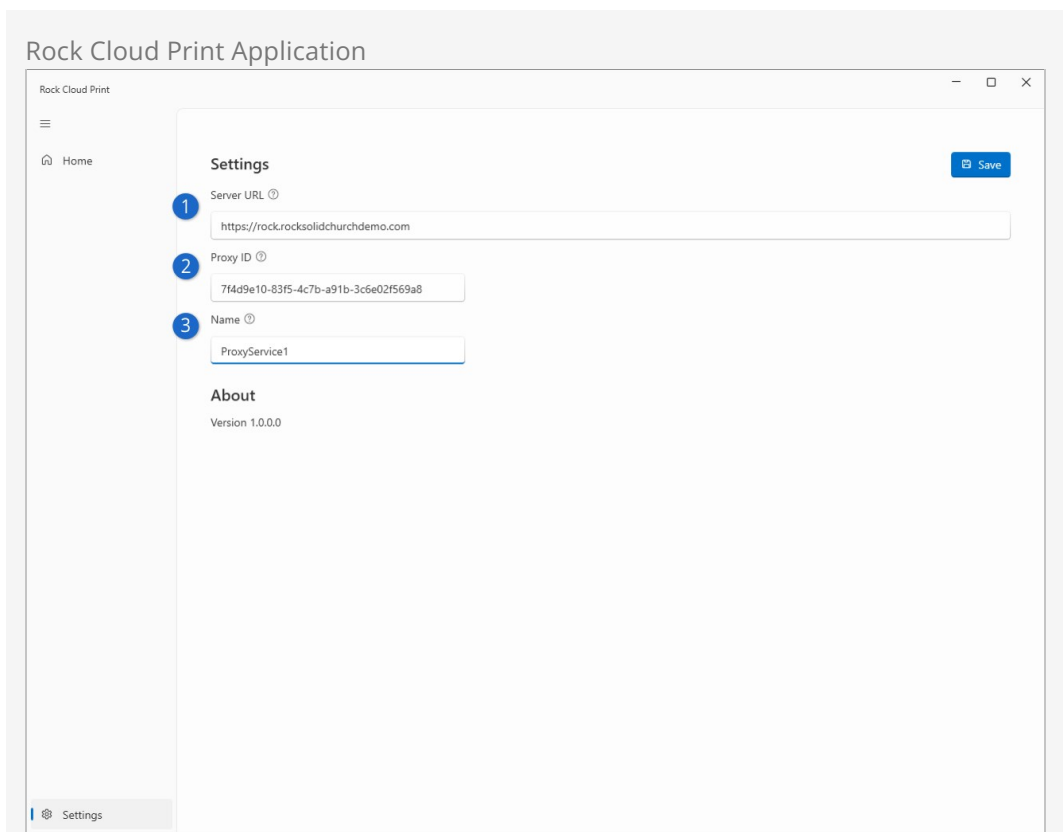 Rock Cloud Print Application
Rock Cloud Print
Home
Settings
Save
Server URL
1
https://rock.rocksolidchurchdemo.com
Proxy ID
2
7f4d9e10-83f5-4c7b-a91b-3c6e02f569a8
Name
3
ProxyService1
About
Version 1.0.0.0
Settings